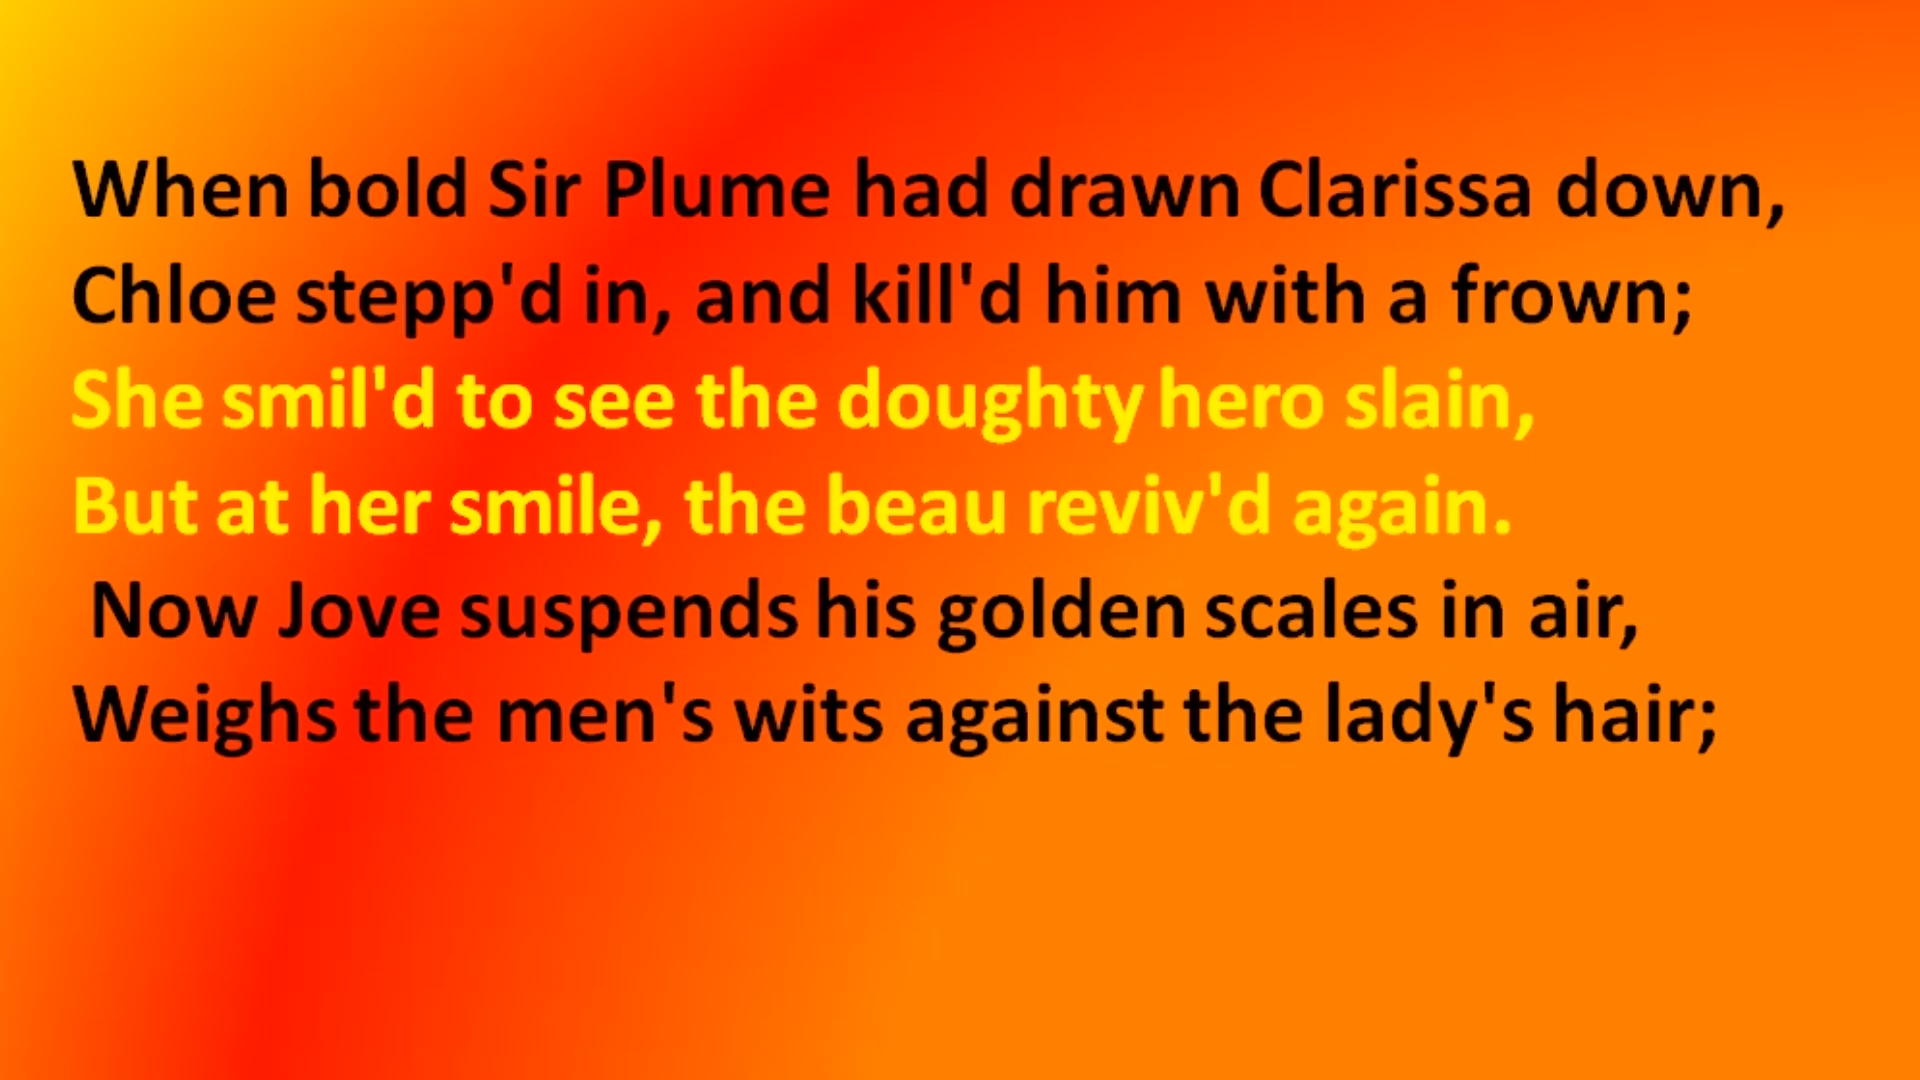 When bold Sir Plume had drawn Clarissa down,
Chloe stepp'd in, and kill'd him with a frown;
She smil'd to see the doughty hero slain,
But at her smile, the beau reviv'd again.
Now Jove suspends his golden scales in air,
Weighs the men's wits against the lady's hair;